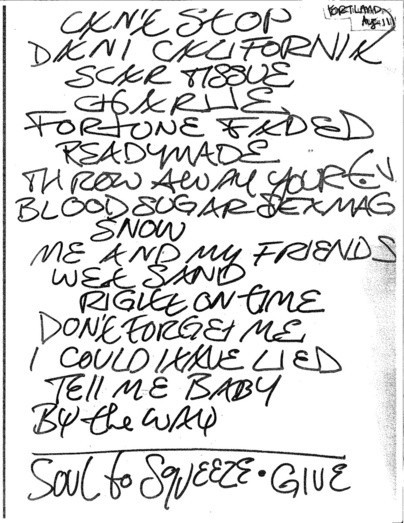 PORTLAND
Aug 11
CAN'T STOP
DANI CALIFORNIA
SCAR TISSUE
CHARLIE
FORTUNE FADED
READYMADE
THROW AWAY YOUR TV
BLOOD SUGAR SEX MAG
SNOW
ME AND MY FRIENDS
WET SAND
RIGHT ON TIME
DON'T FORGET ME
I COULD HAVE LIED
TELL ME BABY
BY the WAY
SOUL to SQUEEZE • GIVE